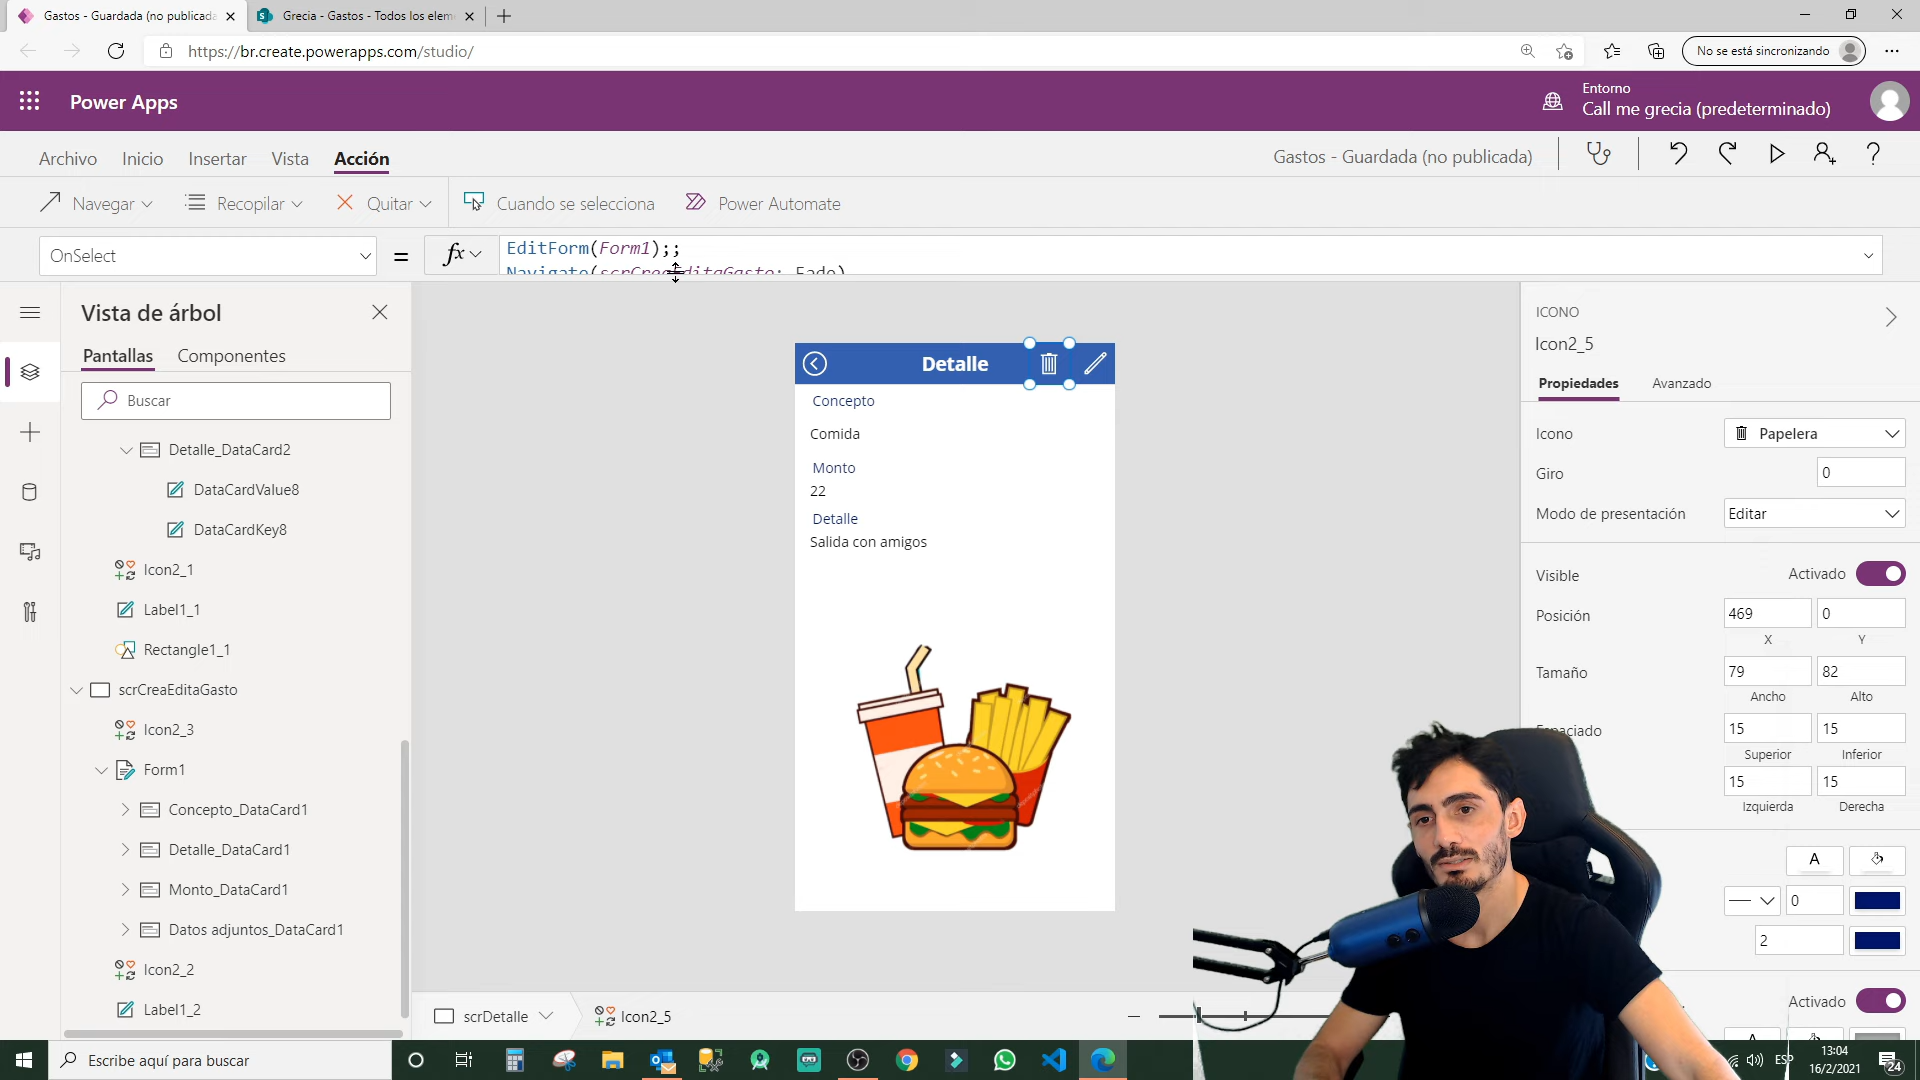 Gastos - Guardada (no publicada
Grecia - Gastos - Todos los elem
https://br.create.powerapps.com/studio/
No se está sincronizando
Power Apps
Entorno
Call me grecia (predeterminado)
Archivo
Inicio
Insertar
Vista
Acción
Gastos - Guardada (no publicada)
Navegar
Recopilar
Quitar
Cuando se selecciona
Power Automate
OnSelect
=
fx
EditForm(Form1);;
Navigate(scrCreaEditaGasto; Fade)
Vista de árbol
Pantallas
Componentes
Buscar
Detalle_DataCard2
DataCardValue8
DataCardKey8
Icon2_1
Label1_1
Rectangle1_1
scrCreaEditaGasto
Icon2_3
Form1
Concepto_DataCard1
Detalle_DataCard1
Monto_DataCard1
Datos adjuntos_DataCard1
Icon2_2
Label1_2
Detalle
Concepto
Comida
Monto
22
Detalle
Salida con amigos
scrDetalle
Icon2_5
ICONO
Icon2_5
Propiedades
Avanzado
Icono
Papelera
Giro
0
Modo de presentación
Editar
Visible
Activado
Posición
469
0
X
Y
Tamaño
79
82
Ancho
Alto
15
15
Superior
Inferior
15
15
Izquierda
Derecha
A
0
2
Activado
A
Escribe aquí para buscar
ESP
13:04
16/2/2021
24